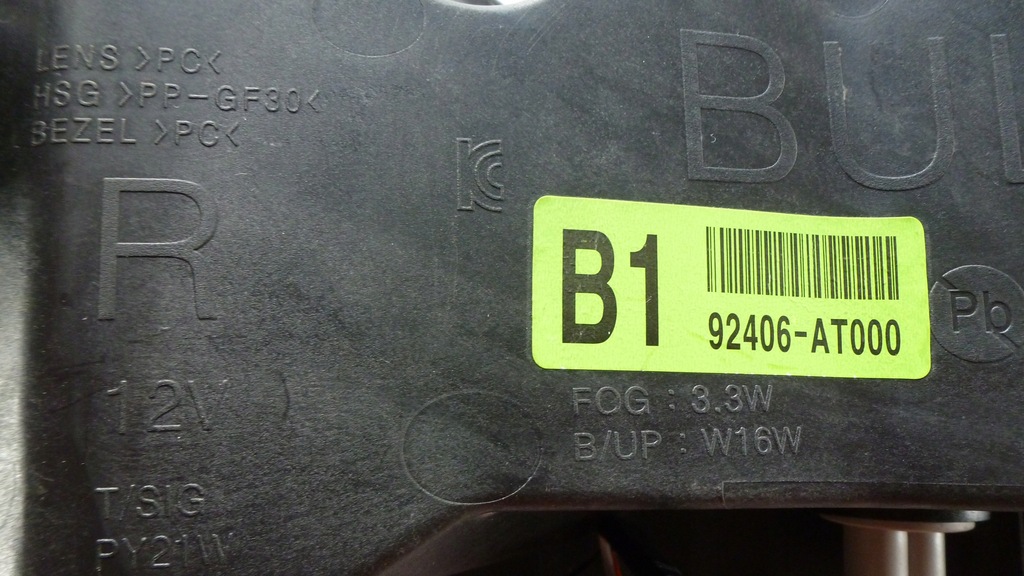 LENS >PC<
HSG >PP-GF30<
BEZEL >PC<
KC
R
12V
T/SIG
PY21W
B1
92406-AT000
Pb
FOG : 3.3W
B/UP : W16W